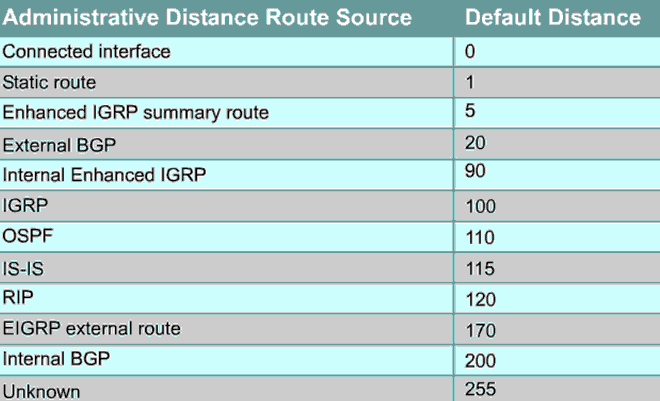 Administrative Distance Route Source Default Distance
Connected interface 0
Static route 1
Enhanced IGRP summary route 5
External BGP 20
Internal Enhanced IGRP 90
IGRP 100
OSPF 110
IS-IS 115
RIP 120
EIGRP external route 170
Internal BGP 200
Unknown 255